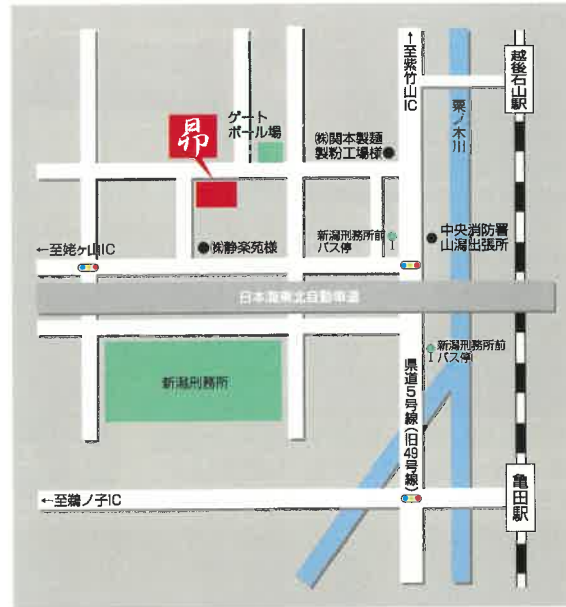 ↑至紫竹山IC
越後石山駅
栗ノ木川
ゲート
ボール場
昴
㈱関本製麺
製粉工場様
新潟刑務所前
バス停
中央消防署
山潟出張所
←至姥ヶ山IC
㈱静楽苑様
日本海東北自動車道
新潟刑務所前
バス停
新潟刑務所
県道5号線(旧49号線)
←至鵜ノ子IC
亀田駅